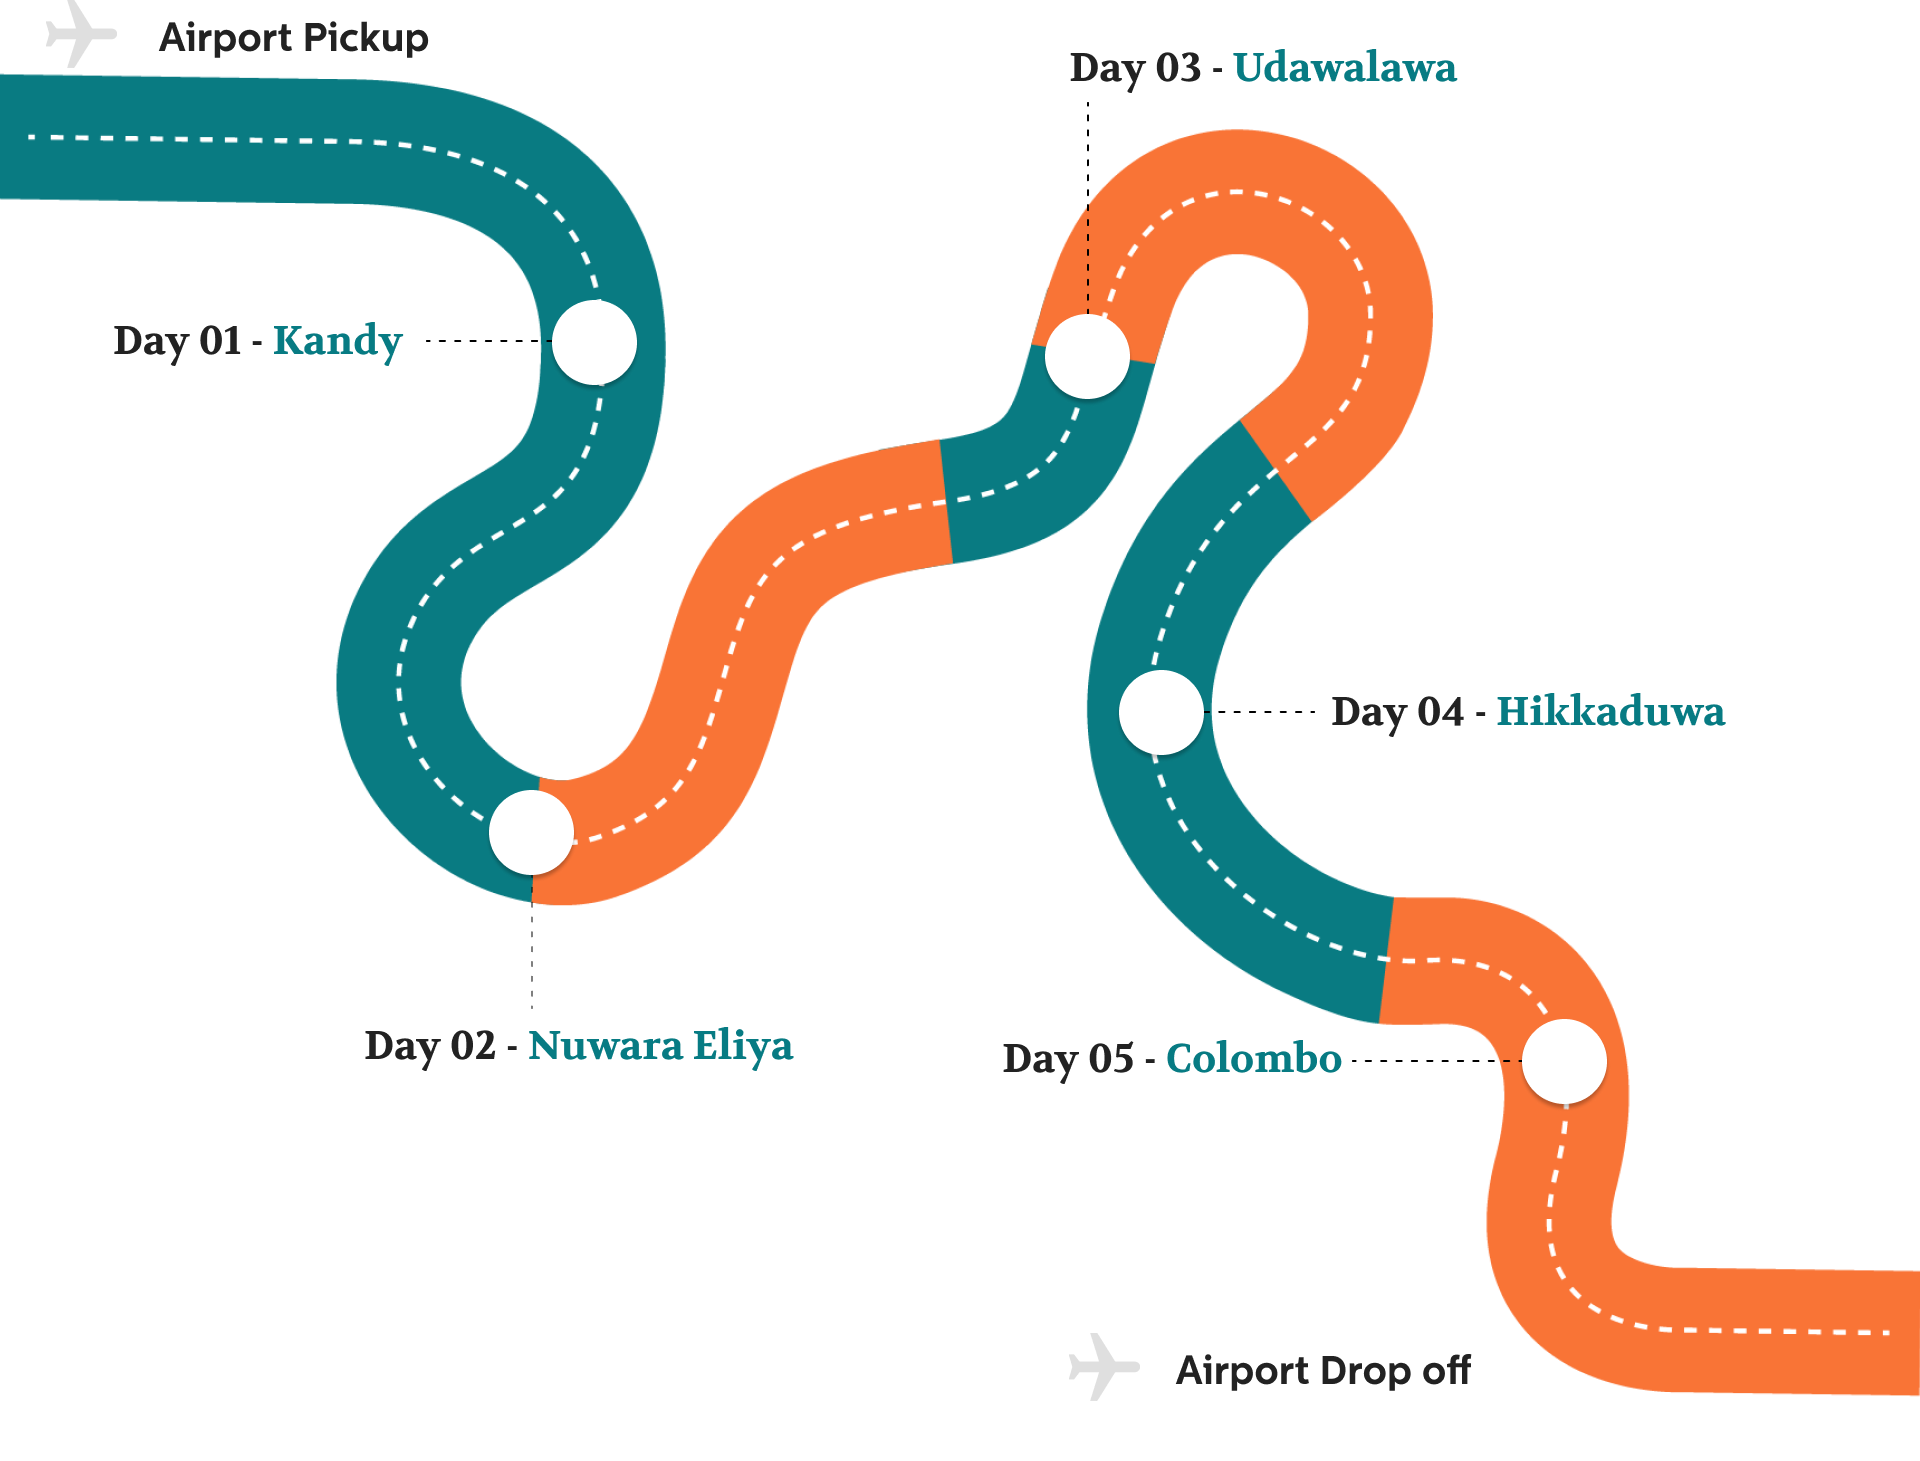 Airport Pickup
Day 01 - Kandy
Day 02 - Nuwara Eliya
Day 03 - Udawalawa
Day 04 - Hikkaduwa
Day 05 - Colombo
Airport Drop off